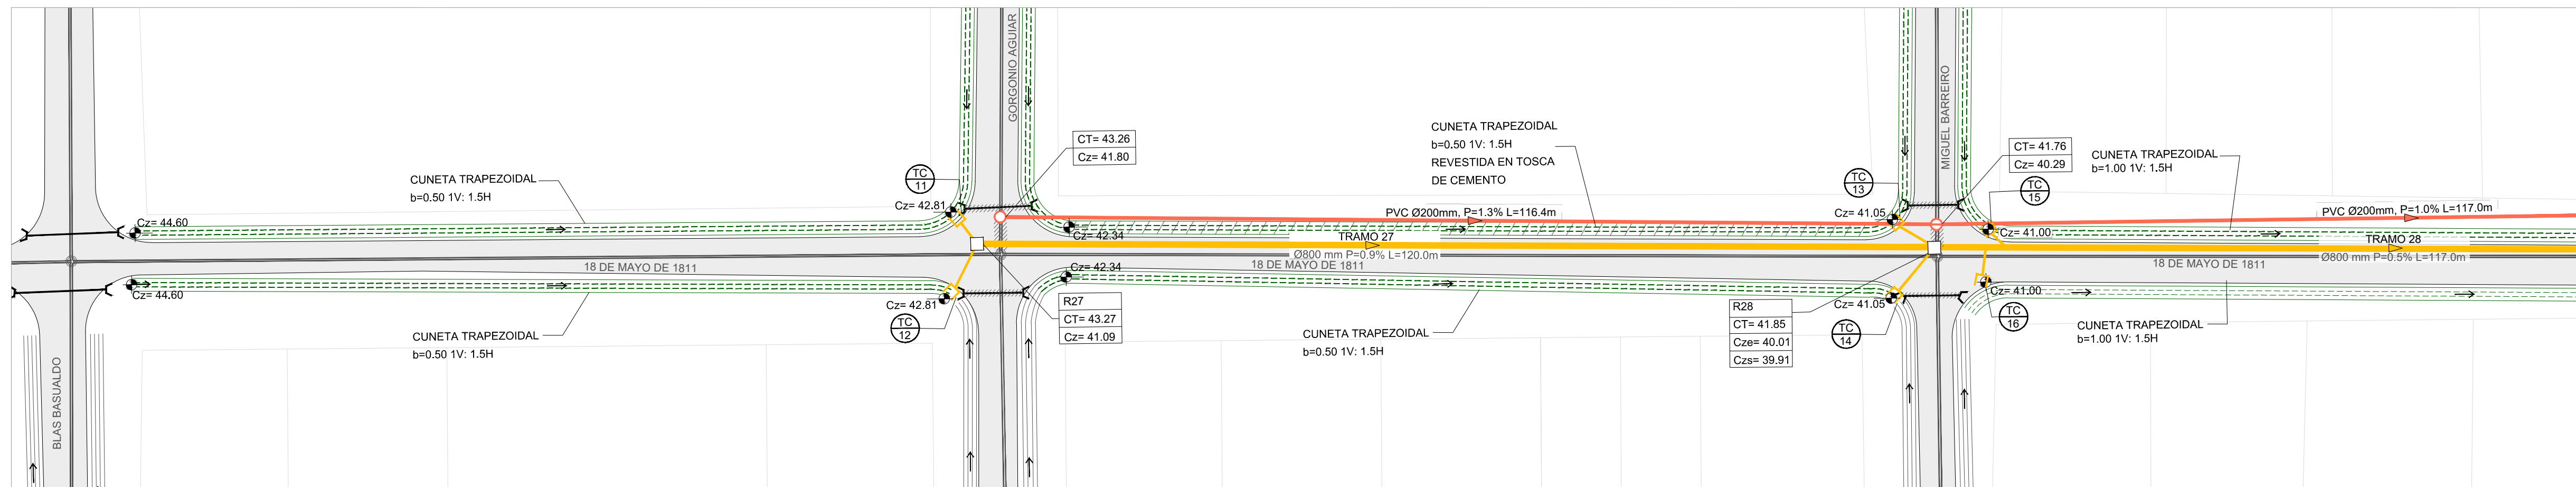 GORGONIO AGUIAR
MIGUEL BARREIRO
BLAS BASUALDO
CUNETA TRAPEZOIDAL
b=0.50 1V: 1.5H
Cz= 44.60
TC
11
Cz= 42.81
CT= 43.26
Cz= 41.80
Cz= 42.34
CUNETA TRAPEZOIDAL
b=0.50 1V: 1.5H
REVESTIDA EN TOSCA
DE CEMENTO
PVC Ø200mm, P=1.3% L=116.4m
TRAMO 27
Ø800 mm P=0.9% L=120.0m
TC
13
Cz= 41.05
CT= 41.76
Cz= 40.29
TC
15
Cz= 41.00
CUNETA TRAPEZOIDAL
b=1.00 1V: 1.5H
PVC Ø200mm, P=1.0% L=117.0m
TRAMO 28
Ø800 mm P=0.5% L=117.0m
18 DE MAYO DE 1811
18 DE MAYO DE 1811
18 DE MAYO DE 1811
Cz= 44.60
CUNETA TRAPEZOIDAL
b=0.50 1V: 1.5H
Cz= 42.81
TC
12
Cz= 42.34
R27
CT= 43.27
Cz= 41.09
CUNETA TRAPEZOIDAL
b=0.50 1V: 1.5H
R28
CT= 41.85
Cze= 40.01
Czs= 39.91
Cz= 41.05
TC
14
Cz= 41.00
TC
16
CUNETA TRAPEZOIDAL
b=1.00 1V: 1.5H